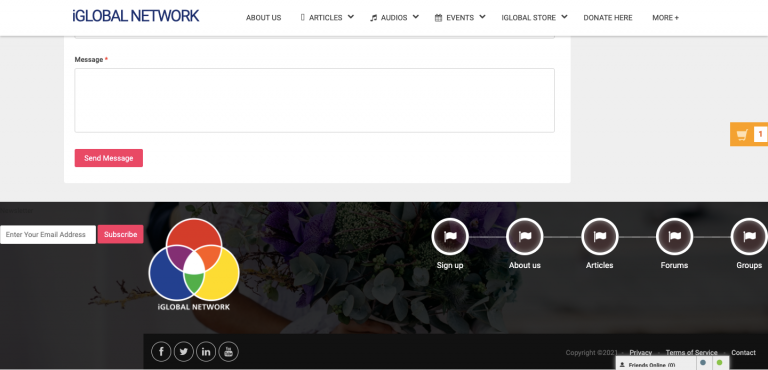 iGLOBAL NETWORK
ABOUT US ARTICLES AUDIOS EVENTS IGLOBAL STORE DONATE HERE MORE +
Message *
1
Send Message
Enter Your Email Address Subscribe
Sign up About us Articles Forums Groups
iGLOBAL NETWORK
Copyright ©2021 Privacy Terms of Service Contact
Friends Online (0)